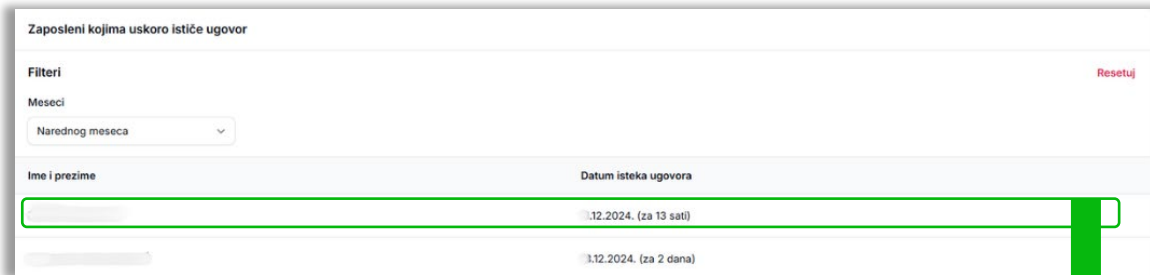 Zaposleni kojima uskoro ističe ugovor
Filteri
Resetuj
Meseci
Narednog meseca
Ime i prezime
Datum isteka ugovora
.12.2024. (za 13 sati)
.12.2024. (za 2 dana)